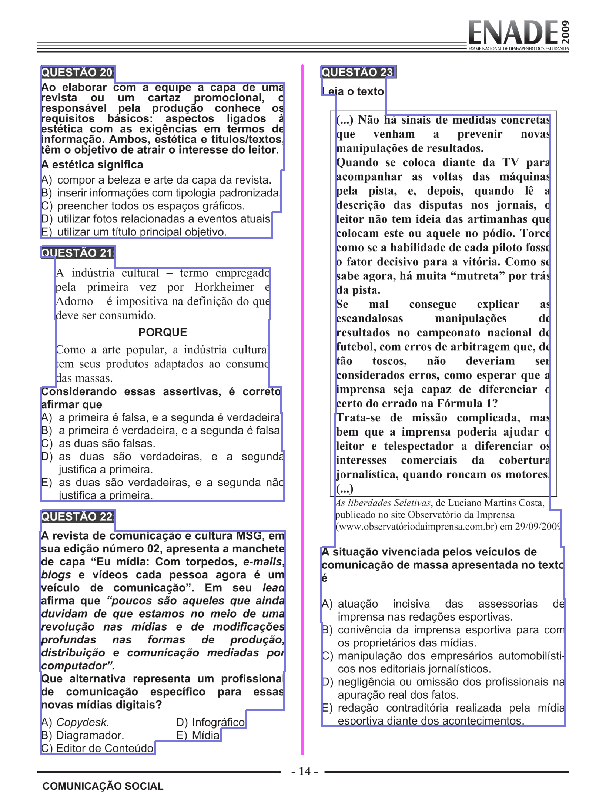 ENADE 2009
EXAME NACIONAL DE DESEMPENHO DOS ESTUDANTES
QUESTÃO 20
Ao elaborar com a equipe a capa de uma
revista ou um cartaz promocional, o
responsável pela produção conhece os
requisitos básicos: aspectos ligados à
estética com as exigências em termos de
informação. Ambos, estética e títulos/textos,
têm o objetivo de atrair o interesse do leitor.
A estética significa
A) compor a beleza e arte da capa da revista.
B) inserir informações com tipologia padronizada.
C) preencher todos os espaços gráficos.
D) utilizar fotos relacionadas a eventos atuais.
E) utilizar um título principal objetivo.
QUESTÃO 21
A indústria cultural – termo empregado
pela primeira vez por Horkheimer e
Adorno – é impositiva na definição do que
deve ser consumido.
PORQUE
Como a arte popular, a indústria cultural
tem seus produtos adaptados ao consumo
das massas.
Considerando essas assertivas, é correto
afirmar que
A) a primeira é falsa, e a segunda é verdadeira.
B) a primeira é verdadeira, e a segunda é falsa.
C) as duas são falsas.
D) as duas são verdadeiras, e a segunda
justifica a primeira.
E) as duas são verdadeiras, e a segunda não
justifica a primeira.
QUESTÃO 22
A revista de comunicação e cultura MSG, em
sua edição número 02, apresenta a manchete
de capa “Eu mídia: Com torpedos, e-mails,
blogs e vídeos cada pessoa agora é um
veículo de comunicação”. Em seu lead
afirma que “poucos são aqueles que ainda
duvidam de que estamos no meio de uma
revolução nas mídias e de modificações
profundas nas formas de produção,
distribuição e comunicação mediadas por
computador”.
Que alternativa representa um profissional
de comunicação específico para essas
novas mídias digitais?
A) Copydesk. D) Infográfico
B) Diagramador. E) Mídia
C) Editor de Conteúdo
QUESTÃO 23
Leia o texto
(...) Não há sinais de medidas concretas
que venham a prevenir novas
manipulações de resultados.
Quando se coloca diante da TV para
acompanhar as voltas das máquinas
pela pista, e, depois, quando lê a
descrição das disputas nos jornais, o
leitor não tem ideia das artimanhas que
colocam este ou aquele no pódio. Torce
como se a habilidade de cada piloto fosse
o fator decisivo para a vitória. Como se
sabe agora, há muita “mutreta” por trás
da pista.
Se mal consegue explicar as
escandalosas manipulações de
resultados no campeonato nacional de
futebol, com erros de arbitragem que, de
tão toscos, não deveriam ser
considerados erros, como esperar que a
imprensa seja capaz de diferenciar o
certo do errado na Fórmula 1?
Trata-se de missão complicada, mas
bem que a imprensa poderia ajudar o
leitor e telespectador a diferenciar os
interesses comerciais da cobertura
jornalística, quando roncam os motores.
(...)
As liberdades Seletivas, de Luciano Martins Costa,
publicado no site Observatório da Imprensa
(www.observatóriodaimprensa.com.br) em 29/09/2009
A situação vivenciada pelos veículos de
comunicação de massa apresentada no texto
é
A) atuação incisiva das assessorias de
imprensa nas redações esportivas.
B) conivência da imprensa esportiva para com
os proprietários das mídias.
C) manipulação dos empresários automobilísti-
cos nos editoriais jornalísticos.
D) negligência ou omissão dos profissionais na
apuração real dos fatos.
E) redação contraditória realizada pela mídia
esportiva diante dos acontecimentos.
- 14 -
COMUNICAÇÃO SOCIAL